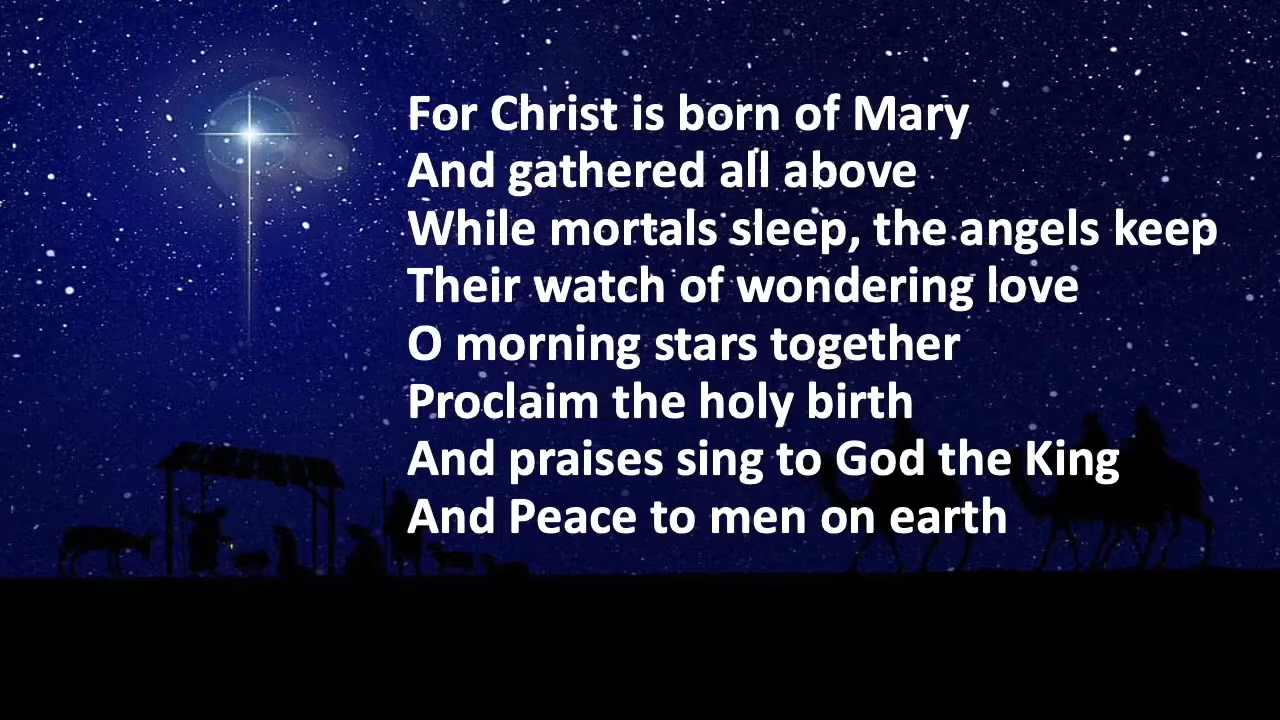 For Christ is born of Mary
And gathered all above
While mortals sleep, the angels keep
Their watch of wondering love
O morning stars together
Proclaim the holy birth
And praises sing to God the King
And Peace to men on earth